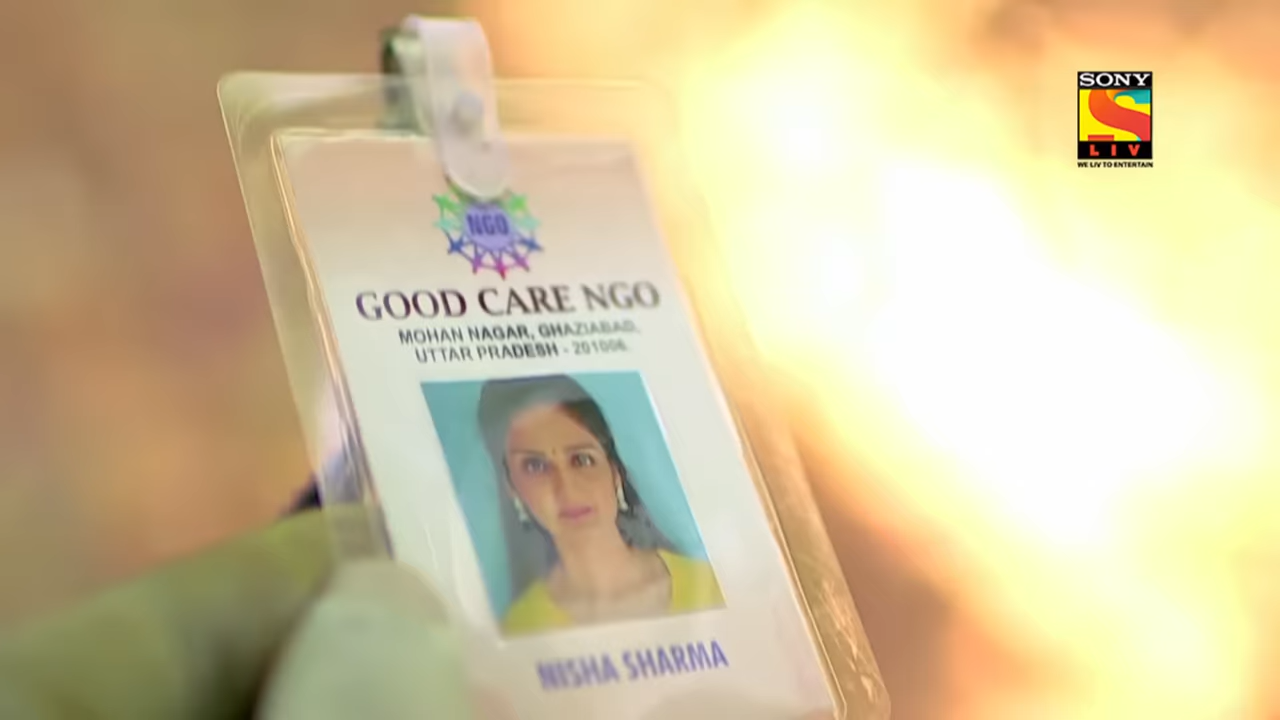 SONY
LIV
WE LIV TO ENTERTAIN
NGO
GOOD CARE NGO
MOHAN NAGAR, GHAZIABAD,
UTTAR PRADESH - 201006.
NISHA SHARMA